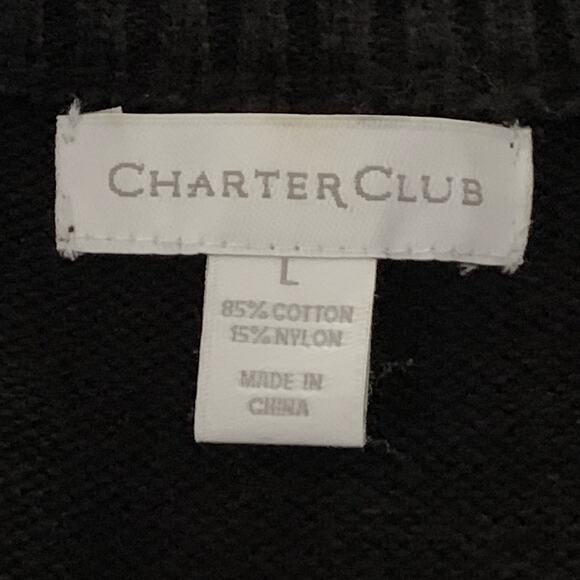 CHARTER CLUB
L
85% COTTON
15% NYLON
MADE IN
CHINA